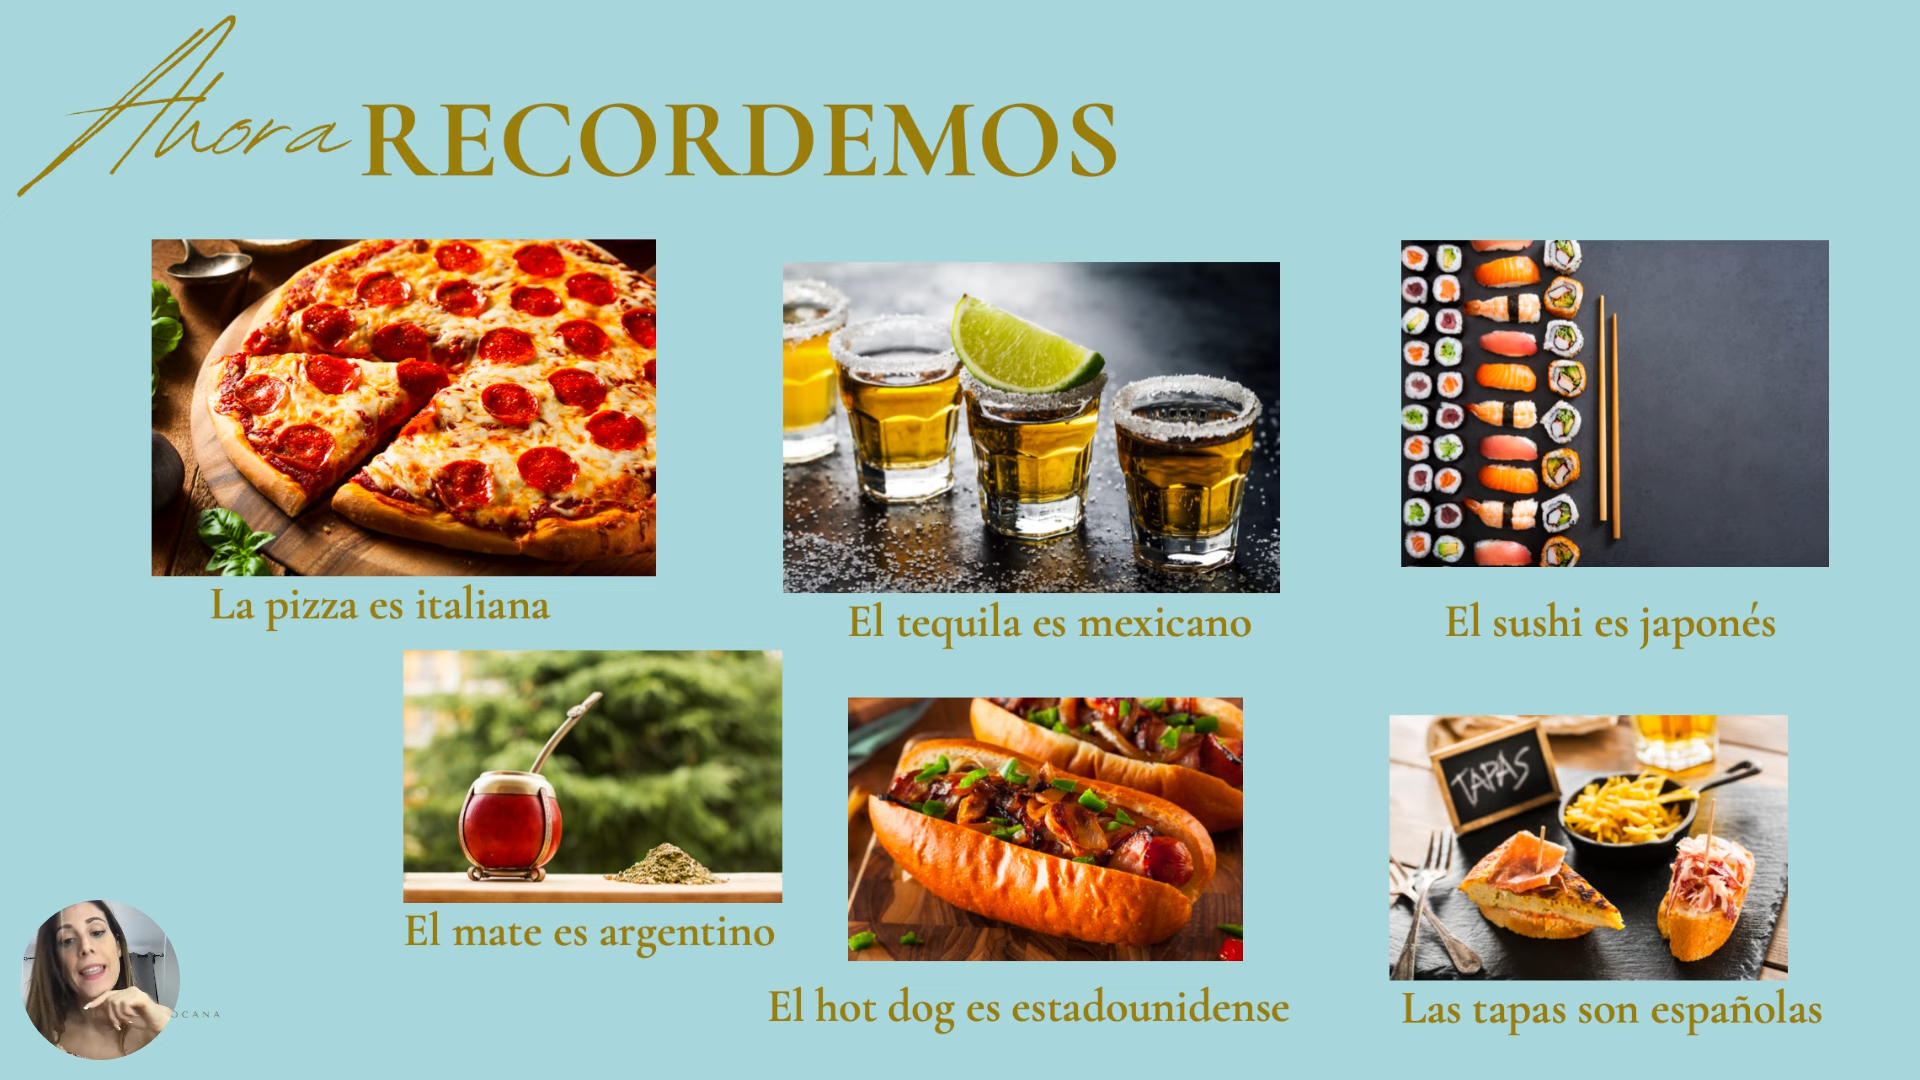 Ahora RECORDEMOS
La pizza es italiana
El tequila es mexicano
El sushi es japonés
TAPAS
El mate es argentino
El hot dog es estadounidense
Las tapas son españolas